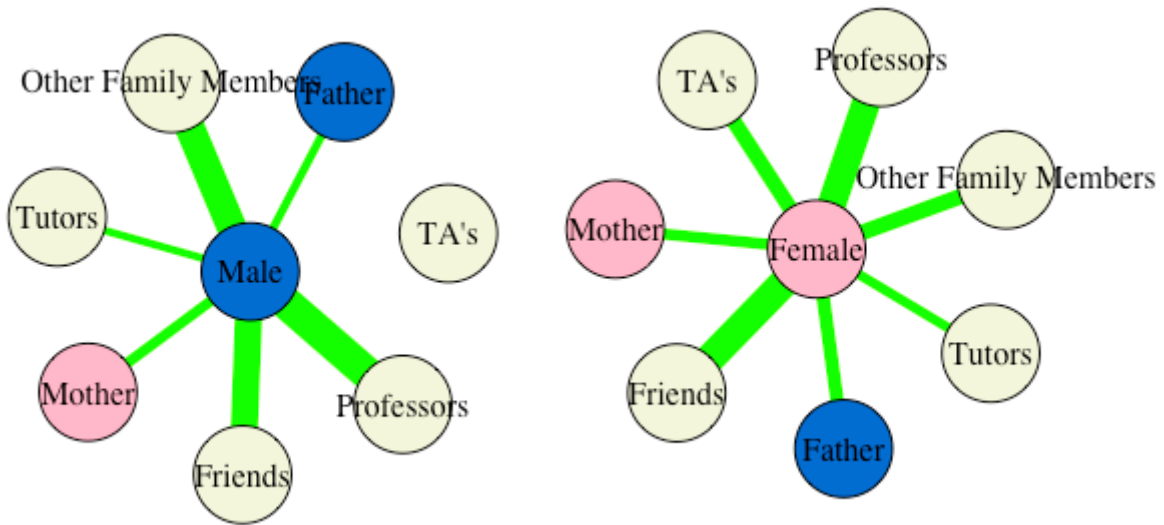 Other Family Members
Father
Tutors
TA's
Male
Mother
Professors
Friends
Professors
TA's
Other Family Members
Mother
Female
Tutors
Friends
Father